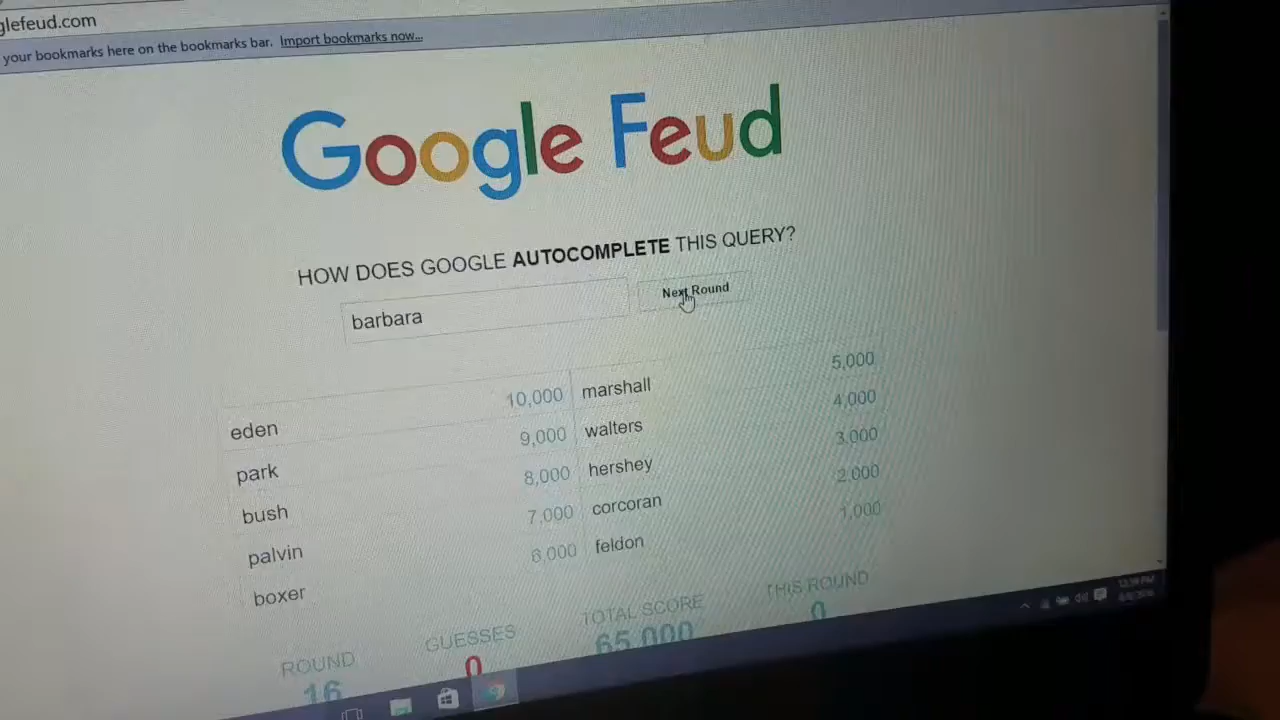 glefeud.com
your bookmarks here on the bookmarks bar. Import bookmarks now...
Google Feud
HOW DOES GOOGLE AUTOCOMPLETE THIS QUERY?
barbara
Next Round
eden 10,000
park 9,000
bush 8,000
palvin 7,000
boxer 6,000
marshall 5,000
walters 4,000
hershey 3,000
corcoran 2,000
feldon 1,000
ROUND
16
GUESSES
0
TOTAL SCORE
65,000
THIS ROUND
0